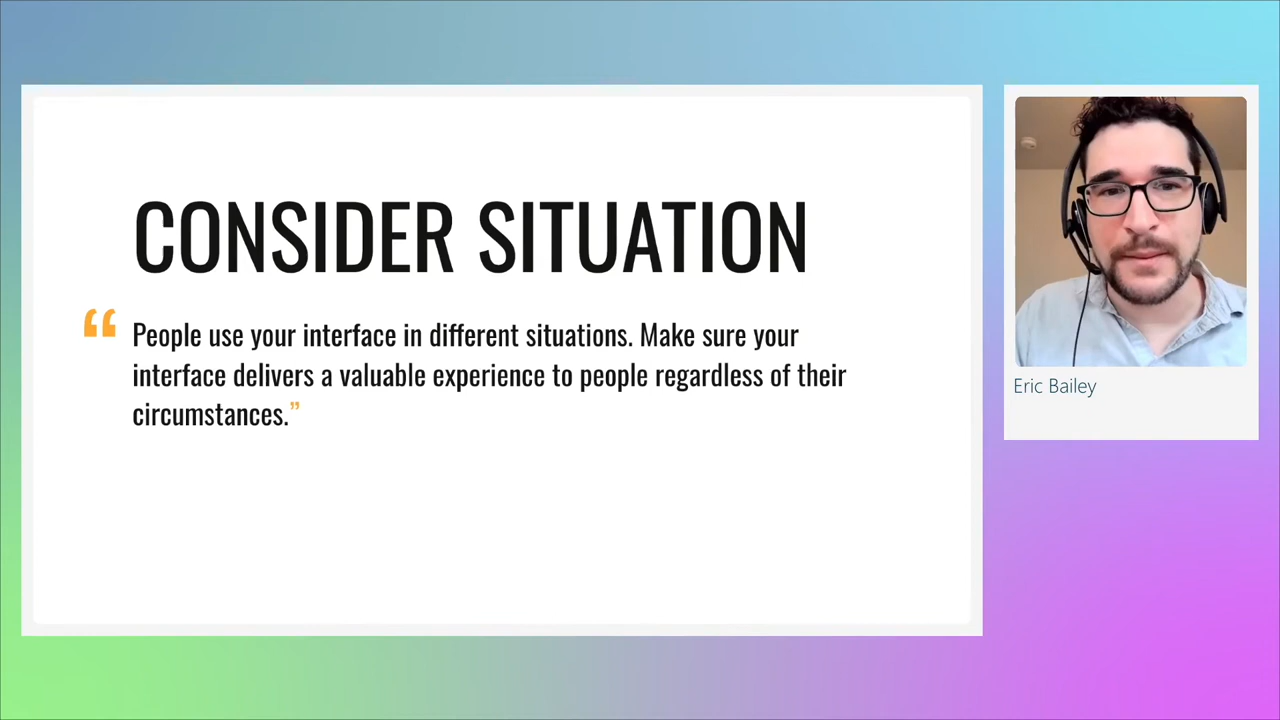 CONSIDER SITUATION
“People use your interface in different situations. Make sure your
interface delivers a valuable experience to people regardless of their
circumstances.”
Eric Bailey